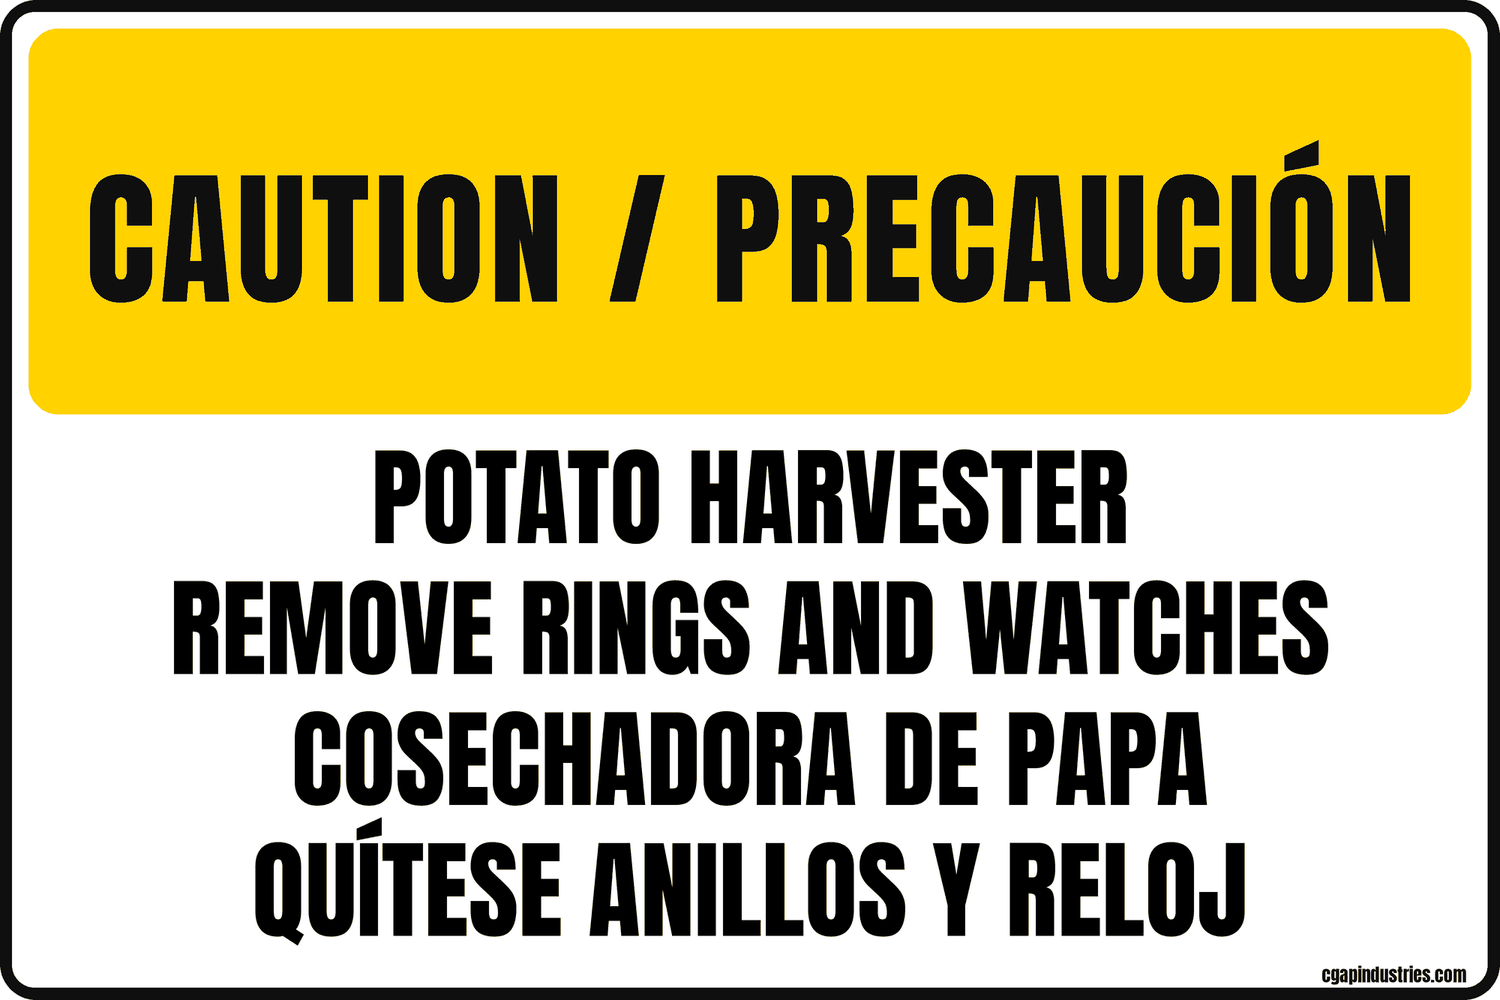 CAUTION / PRECAUCIÓN
POTATO HARVESTER
REMOVE RINGS AND WATCHES
COSECHADORA DE PAPA
QUÍTESE ANILLOS Y RELOJ
cgapindustries.com